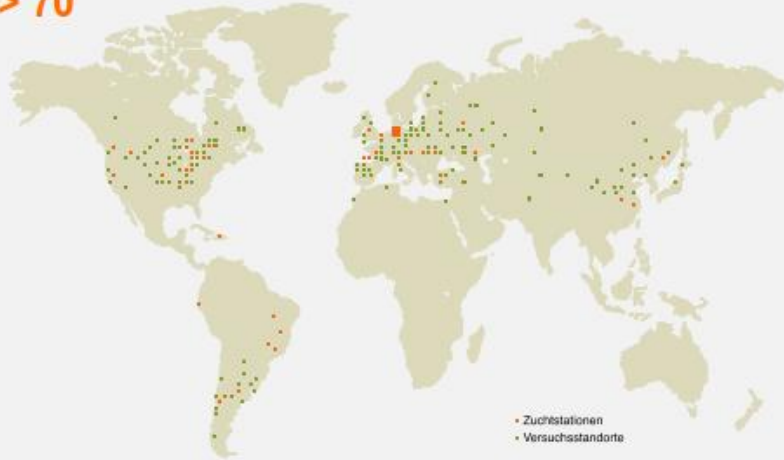 > 70
• Zuchtstationen
• Versuchsstandorte